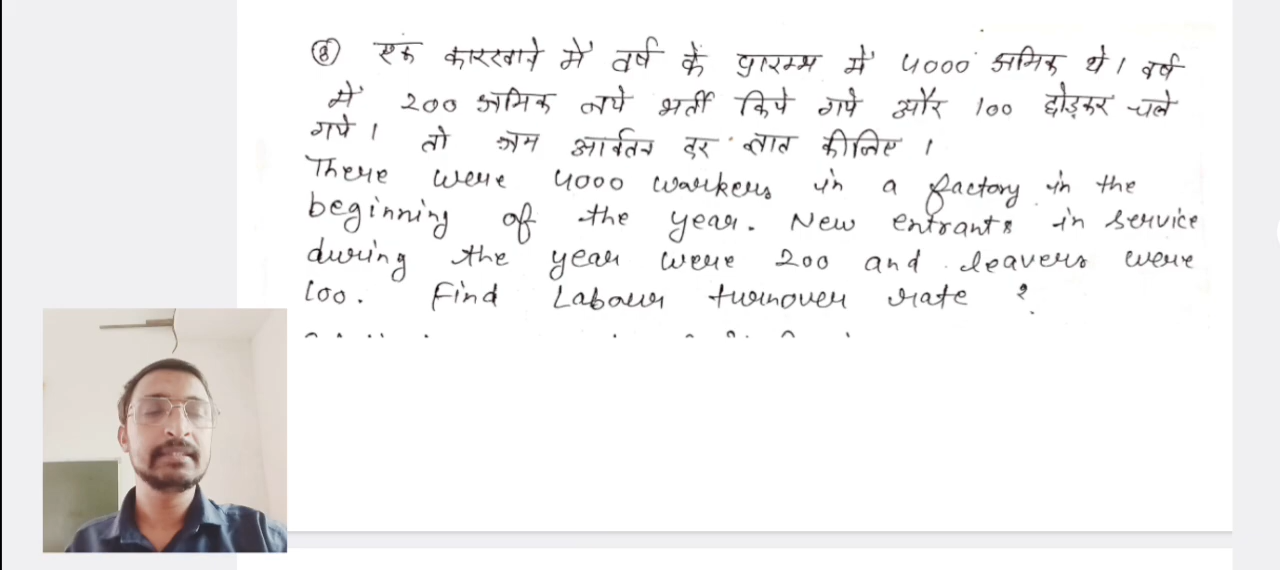 ⑧ एक कारखाने में वर्ष के प्रारम्भ में 4000 श्रमिक थे। वर्ष
में 200 श्रमिक नये भर्ती किये गये और 100 छोड़कर चले
गये। तो श्रम आर्वतन दर ज्ञात कीजिए।
There were 4000 workers in a factory in the
beginning of the year. New entrants in service
during the year were 200 and leavers were
100. Find Labour turnover rate ?